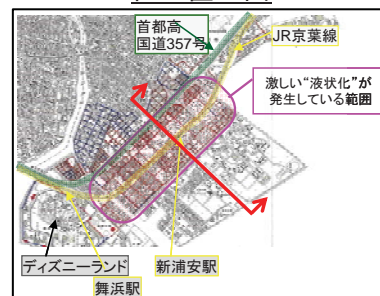 首都高
国道357号
JR京葉線
激しい“液状化”が
発生している範囲
ディズニーランド
新浦安駅
舞浜駅